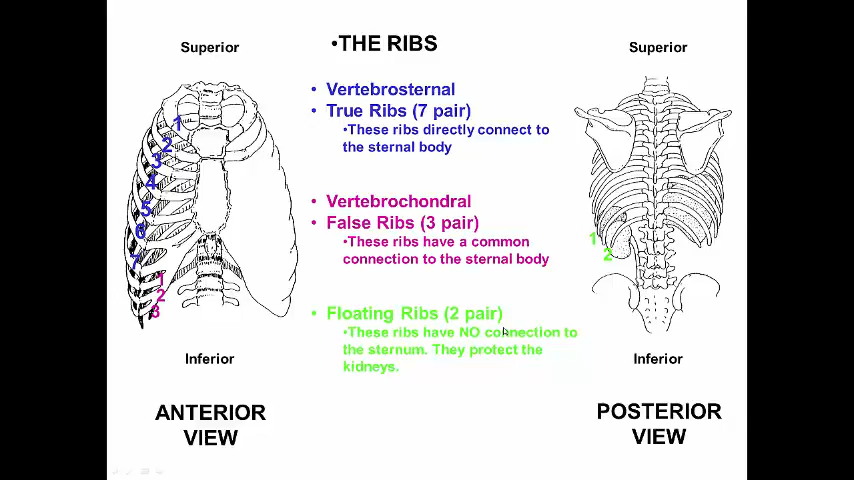 •THE RIBS
Superior
1
2
3
4
5
6
7
1
2
3
Inferior
ANTERIOR
VIEW
• Vertebrosternal
• True Ribs (7 pair)
•These ribs directly connect to
the sternal body
• Vertebrochondral
• False Ribs (3 pair)
•These ribs have a common
connection to the sternal body
• Floating Ribs (2 pair)
•These ribs have NO connection to
the sternum. They protect the
kidneys.
Superior
1
2
Inferior
POSTERIOR
VIEW